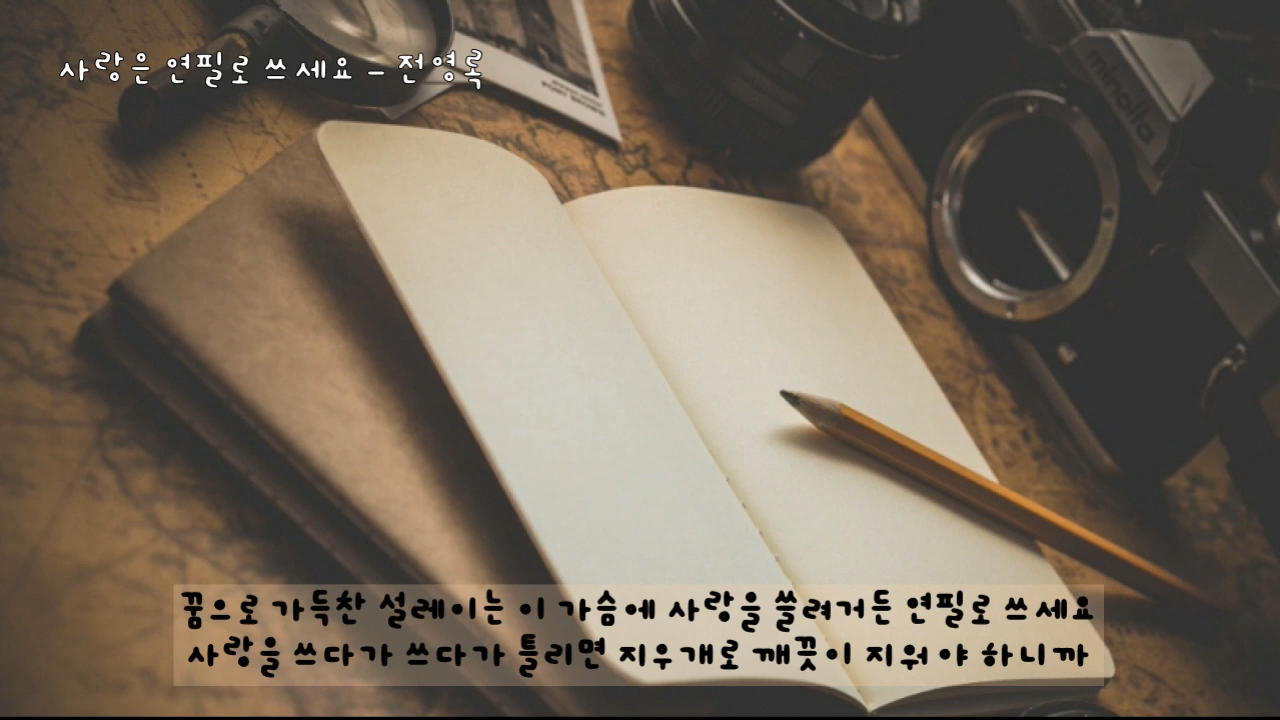 사랑은 연필로 쓰세요 - 전영록
minolta
꿈으로 가득찬 설레이는 이 가슴에 사랑을 쓸려거든 연필로 쓰세요
사랑을 쓰다가 쓰다가 틀리면 지우개로 깨끗이 지워야 하니까